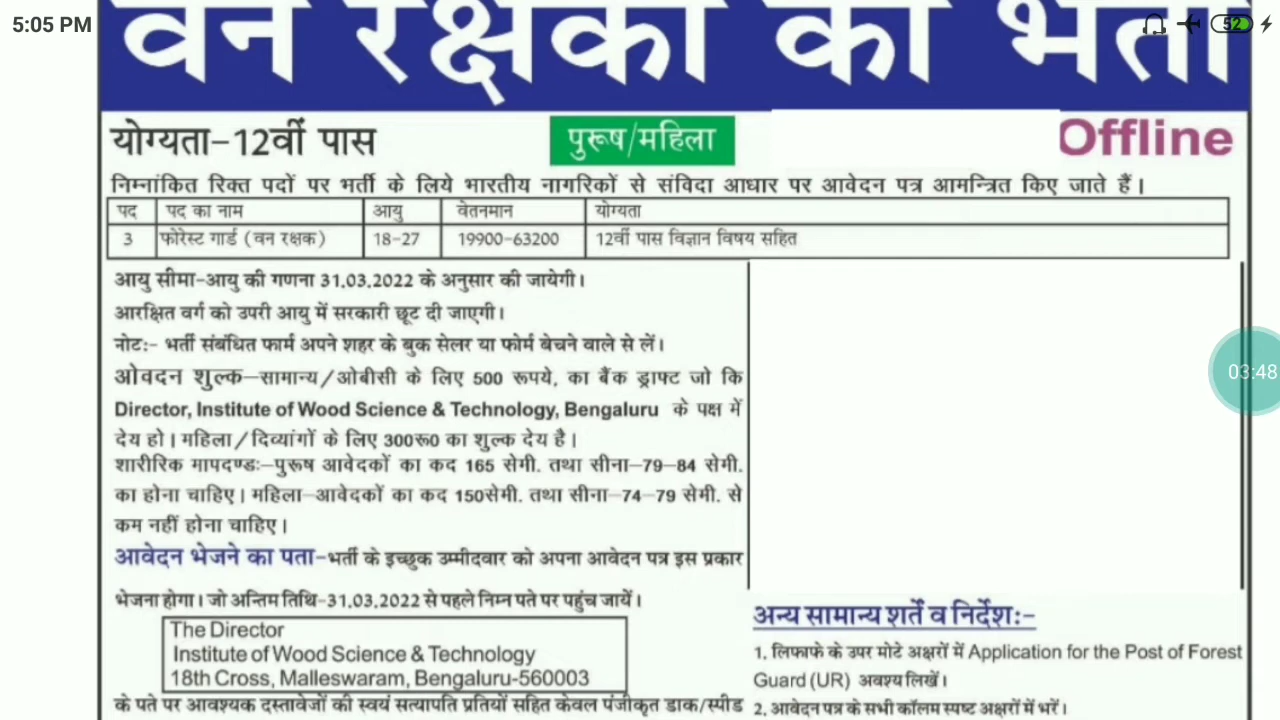 5:05 PM
52
वन रक्षकों की भर्ती
योग्यता-12वीं पास
पुरूष/महिला
Offline
निम्नांकित रिक्त पदों पर भर्ती के लिये भारतीय नागरिकों से संविदा आधार पर आवेदन पत्र आमन्त्रित किए जाते हैं।
पद पद का नाम आयु वेतनमान योग्यता
3 फोरेस्ट गार्ड (वन रक्षक) 18-27 19900-63200 12वीं पास विज्ञान विषय सहित
आयु सीमा-आयु की गणना 31.03.2022 के अनुसार की जायेगी।
आरक्षित वर्ग को उपरी आयु में सरकारी छूट दी जाएगी।
नोटः- भर्ती संबंधित फार्म अपने शहर के बुक सेलर या फोर्म बेचने वाले से लें।
03:48
ओवदन शुल्क-सामान्य/ओबीसी के लिए 500 रूपये, का बैंक ड्राफ्ट जो कि
Director, Institute of Wood Science & Technology, Bengaluru के पक्ष में
देय हो। महिला/दिव्यांगों के लिए 300रू0 का शुल्क देय है।
शारीरिक मापदण्डः-पुरूष आवेदकों का कद 165 सेमी. तथा सीना-79-84 सेमी.
का होना चाहिए। महिला-आवेदकों का कद 150सेमी. तथा सीना-74-79 सेमी. से
कम नहीं होना चाहिए।
आवेदन भेजने का पता-भर्ती के इच्छुक उम्मीदवार को अपना आवेदन पत्र इस प्रकार
भेजना होगा। जो अन्तिम तिथि-31.03.2022 से पहले निम्न पते पर पहुंच जायें।
The Director
Institute of Wood Science & Technology
18th Cross, Malleswaram, Bengaluru-560003
के पते पर आवश्यक दस्तावेजों की स्वयं सत्यापति प्रतियों सहित केवल पंजीकृत डाक/स्पीड
अन्य सामान्य शर्ते व निर्देश:-
1. लिफाफे के उपर मोटे अक्षरों में Application for the Post of Forest
Guard (UR) अवश्य लिखें।
2. आवेदन पत्र के सभी कॉलम स्पष्ट अक्षरों में भरें।